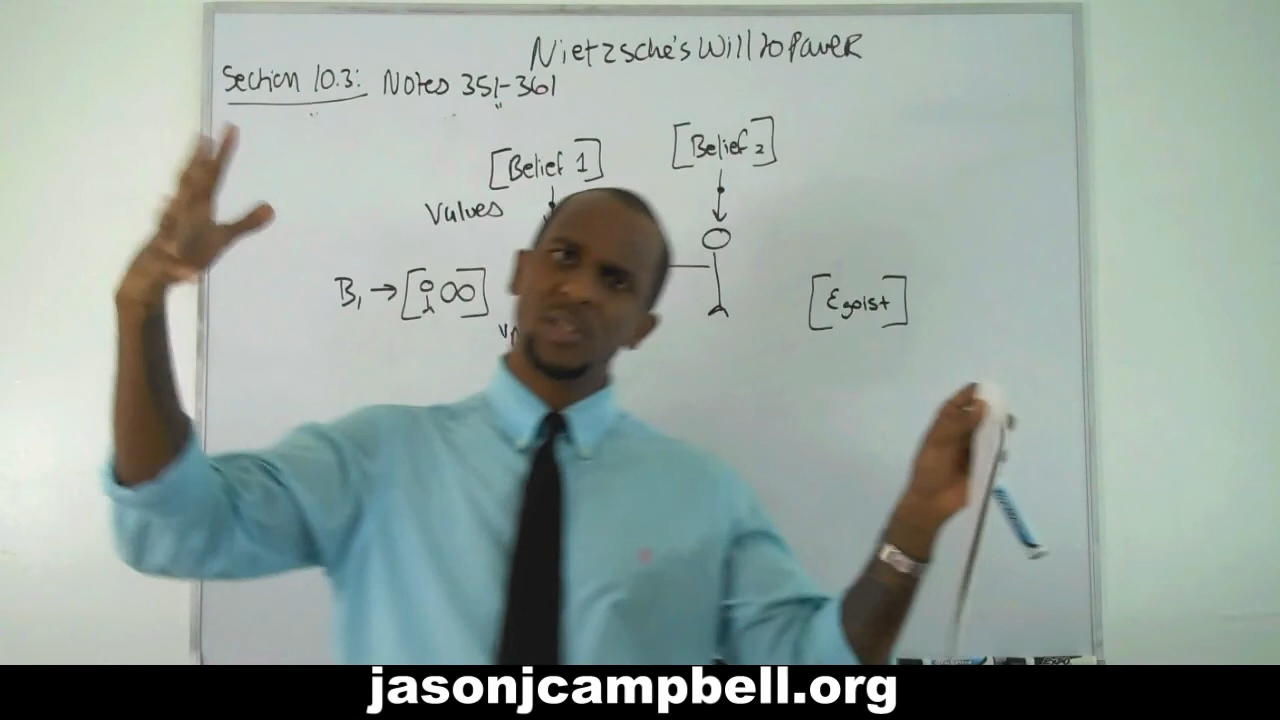 Nietzsche's Will to Power
Section 10.3: Notes 351-361
[Belief 1] [Belief 2]
Values
B₁ → [ ] [Egoist]
jasonjcampbell.org